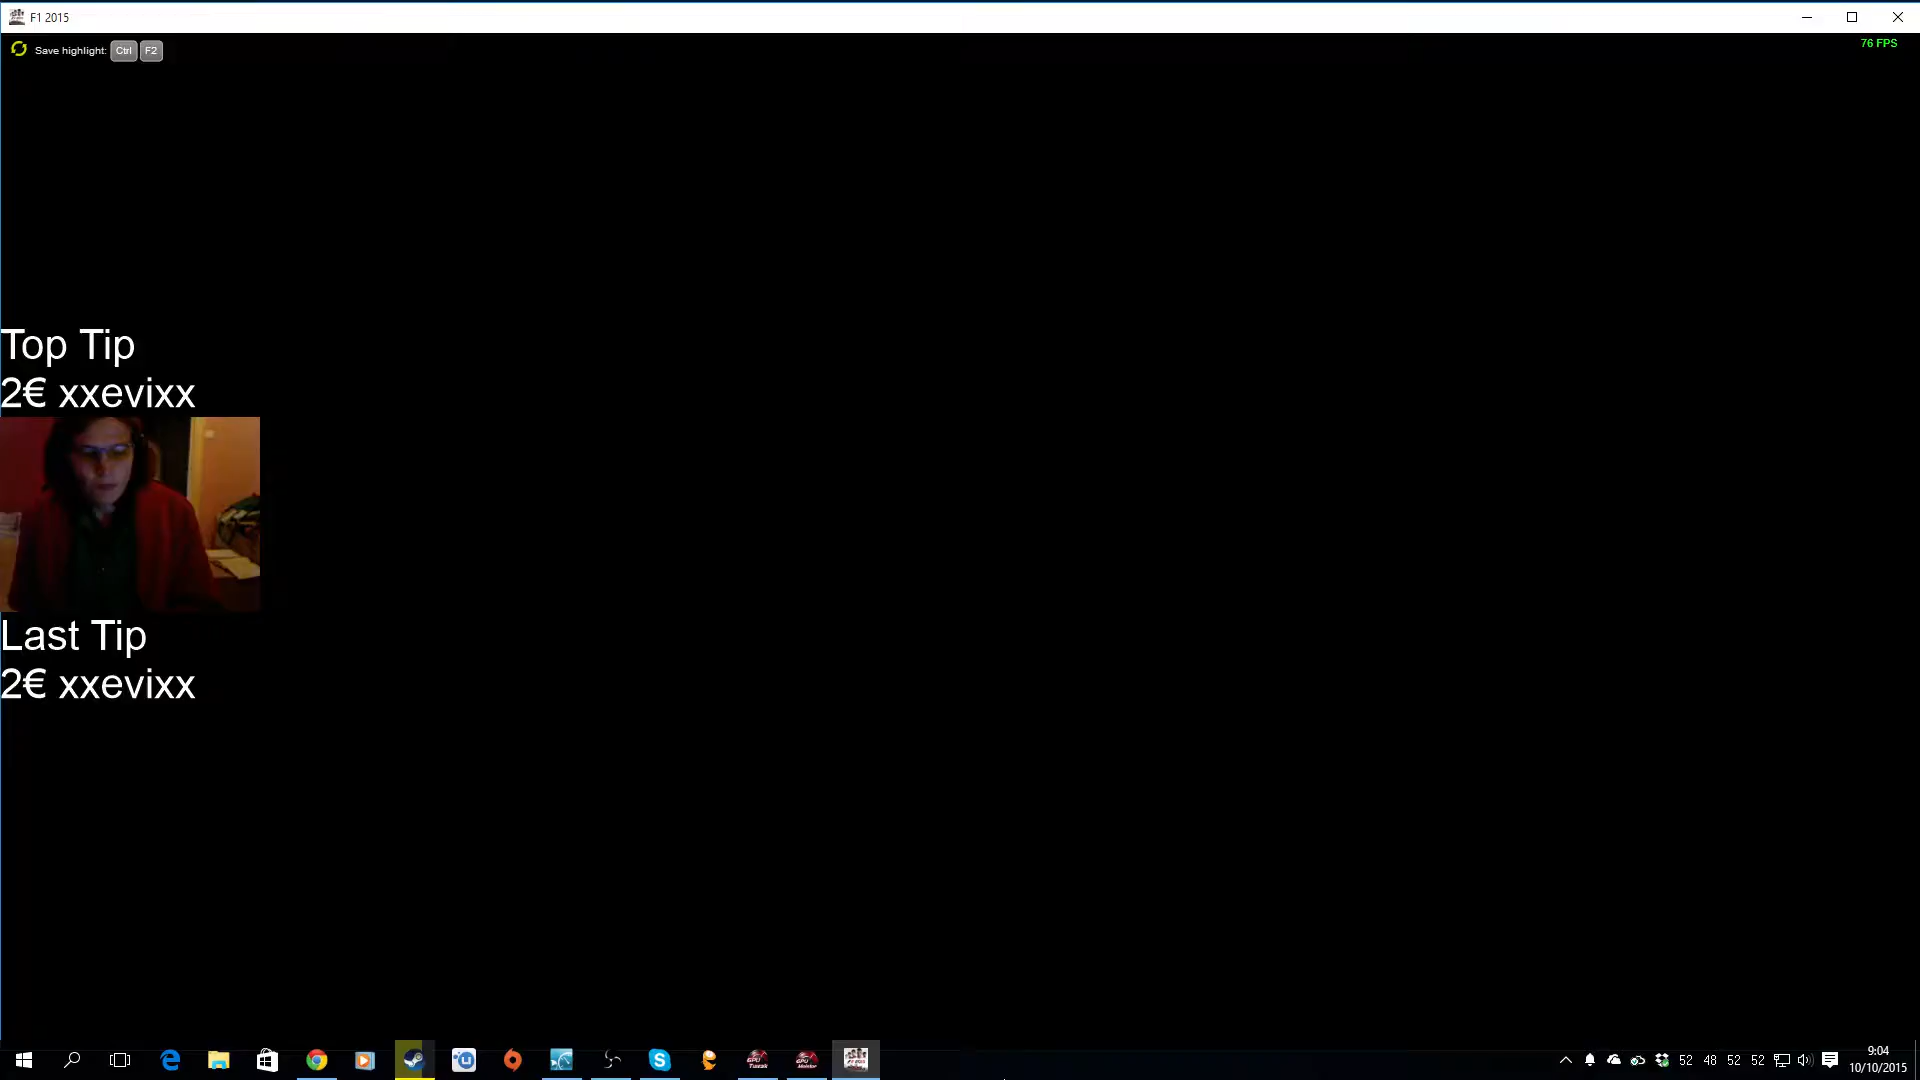 F1 2015
Save highlight: Ctrl F2
76 FPS
Top Tip
2€ xxevixx
Last Tip
2€ xxevixx
52 48 52 52
9:04
10/10/2015